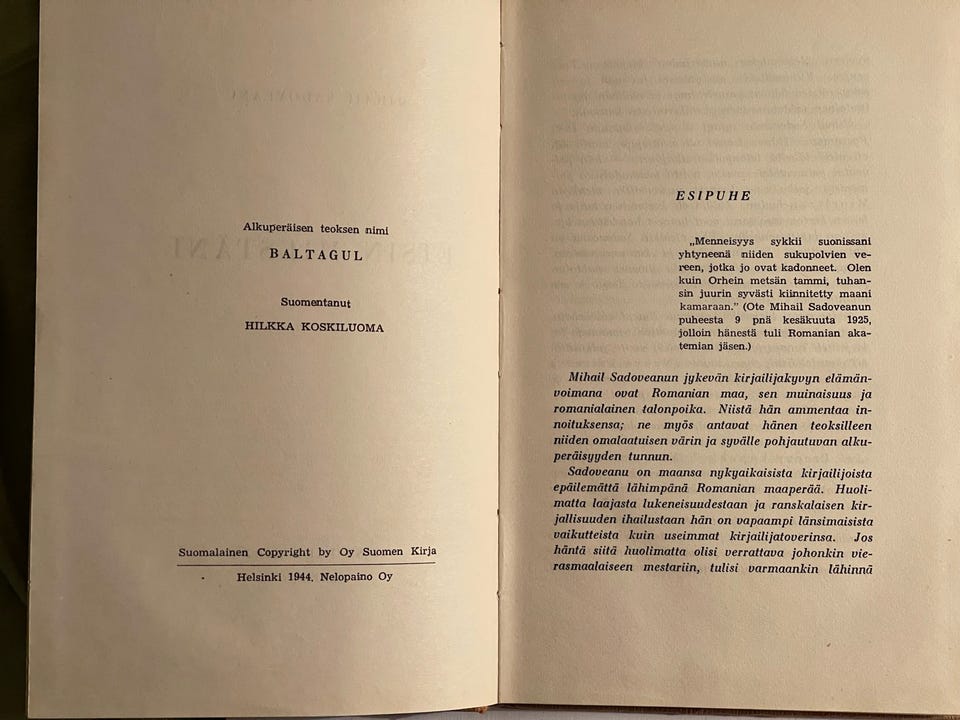 Alkuperäisen teoksen nimi
BALTAGUL
Suomentanut
HILKKA KOSKILUOMA
Suomalainen Copyright by Oy Suomen Kirja
Helsinki 1944. Nelopaino Oy
ESIPUHE
„Menneisyys sykkii suonissani
yhtyneenä niiden sukupolvien ve-
reen, jotka jo ovat kadonneet. Olen
kuin Orhein metsän tammi, tuhan-
sin juurin syvästi kiinnitetty maani
kamaraan.” (Ote Mihail Sadoveanun
puheesta 9 pnä kesäkuuta 1925,
jolloin hänestä tuli Romanian aka-
temian jäsen.)
Mihail Sadoveanun jykevän kirjailijakyvyn elämän-
voimana ovat Romanian maa, sen muinaisuus ja
romanialainen talonpoika. Niistä hän ammentaa in-
noituksensa; ne myös antavat hänen teoksilleen
niiden omalaatuisen värin ja syvälle pohjautuvan alku-
peräisyyden tunnun.
Sadoveanu on maansa nykyaikaisista kirjailijoista
epäilemättä lähimpänä Romanian maaperää. Huoli-
matta laajasta lukeneisuudestaan ja ranskalaisen kir-
jallisuuden ihailustaan hän on vapaampi länsimaisista
vaikutteista kuin useimmat kirjailijatoverinsa. Jos
häntä siitä huolimatta olisi verrattava johonkin vie-
rasmaalaiseen mestariin, tulisi varmaankin lähinnä